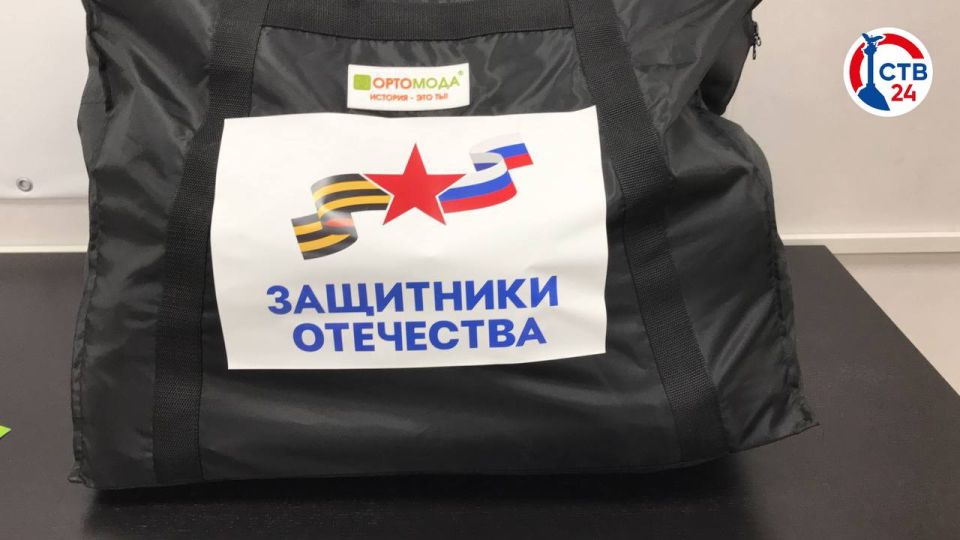 ОРТОМОДА®
ИСТОРИЯ - ЭТО ТЫ!
СТВ
24
ЗАЩИТНИКИ
ОТЕЧЕСТВА